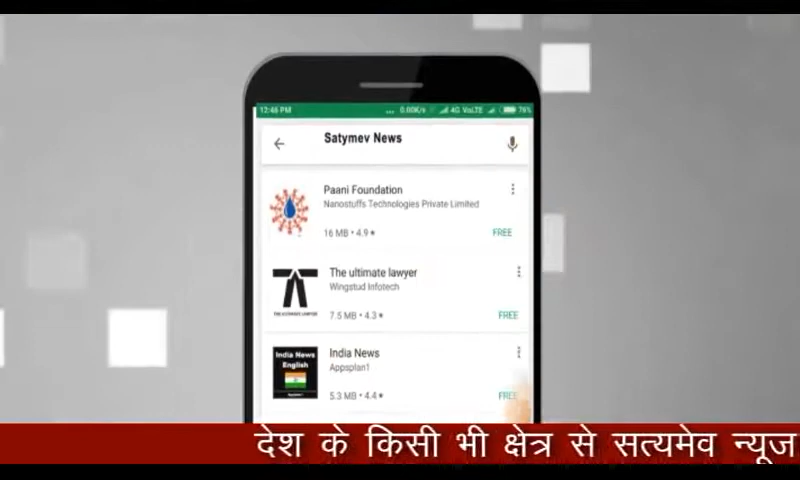 12:46 PM ... 0.00K/s 4G VoLTE 76%
Satymev News
Paani Foundation
Nanostuffs Technologies Private Limited
16 MB • 4.9 ★ FREE
The ultimate lawyer
Wingstud Infotech
THE ULTIMATE LAWYER
7.5 MB • 4.3 ★ FREE
India News
India News
English
Appsplan1
Appsplan1
5.3 MB • 4.4 ★ FREE
देश के किसी भी क्षेत्र से सत्यमेव न्यूज